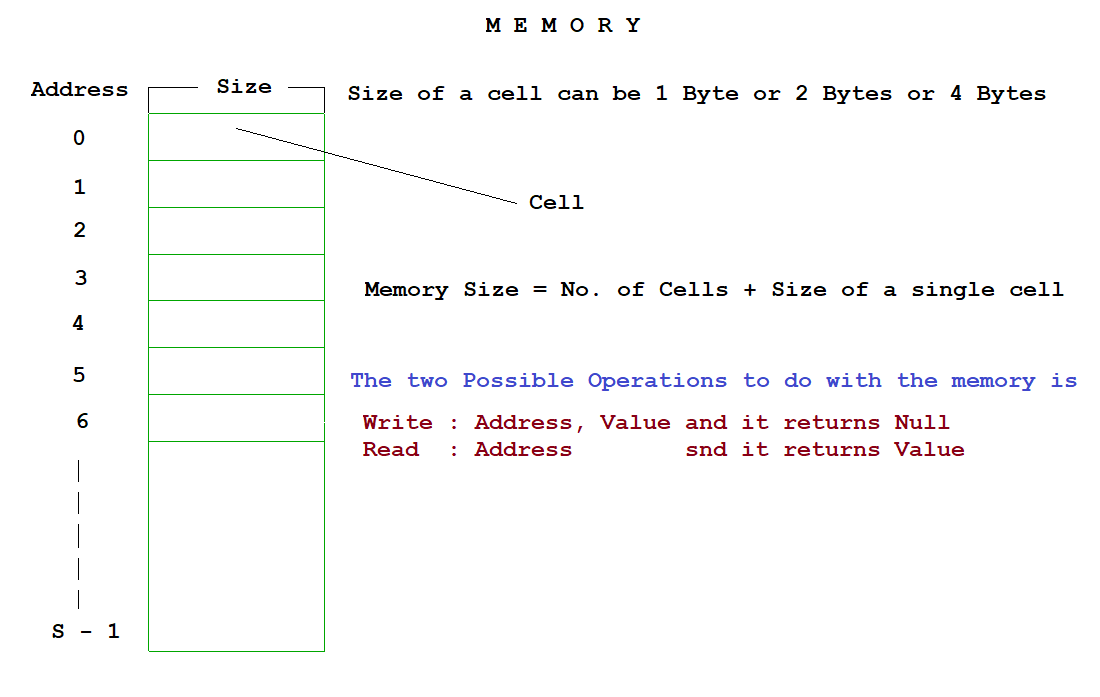 M E M O R Y
Address
Size
Size of a cell can be 1 Byte or 2 Bytes or 4 Bytes
0
1
Cell
2
3
Memory Size = No. of Cells + Size of a single cell
4
5
The two Possible Operations to do with the memory is
6
Write : Address, Value and it returns Null
Read : Address snd it returns Value
S - 1